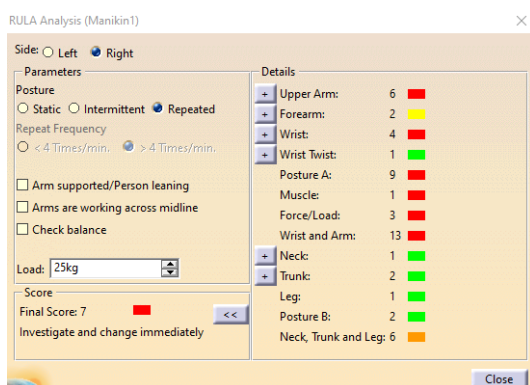 RULA Analysis (Manikin1)
Side: Left Right
Parameters
Posture
Static Intermittent Repeated
Repeat Frequency
< 4 Times/min. > 4 Times/min.
Arm supported/Person leaning
Arms are working across midline
Check balance
Load: 25kg
Score
Final Score: 7
<<
Investigate and change immediately
Details
+ Upper Arm: 6
+ Forearm: 2
+ Wrist: 4
+ Wrist Twist: 1
Posture A: 9
Muscle: 1
Force/Load: 3
Wrist and Arm: 13
+ Neck: 1
+ Trunk: 2
Leg: 1
Posture B: 2
Neck, Trunk and Leg: 6
Close